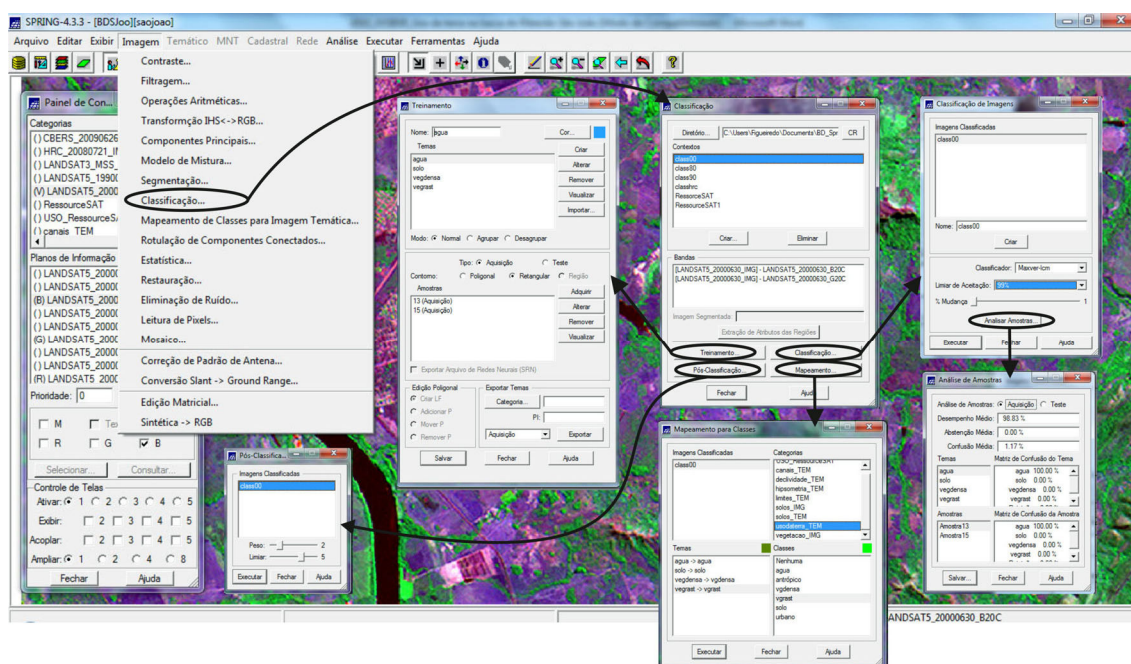 SPRING-4.3.3 - [BDSJoo][saojoao]
Arquivo Editar Exibir Imagem Temático MNT Cadastral Rede Análise Executar Ferramentas Ajuda
Contraste...
Filtragem...
Operações Aritméticas...
Transformção IHS<->RGB...
Componentes Principais...
Modelo de Mistura...
Segmentação...
Classificação...
Mapeamento de Classes para Imagem Temática...
Rotulação de Componentes Conectados...
Estatística...
Restauração...
Eliminação de Ruído...
Leitura de Pixels...
Mosaico...
Correção de Padrão de Antena...
Conversão Slant -> Ground Range...
Edição Matricial...
Sintética -> RGB
Painel de Con...
Categorias
() CBERS_20090626
() HRC_20080721_I
() LANDSAT3_MSS_
() LANDSAT5_1990
(V) LANDSAT5_2000
() RessourceSAT
() USO_RessourceS
() canais_TEM
Planos de Informação
() LANDSAT5_20000
() LANDSAT5_20000
(B) LANDSAT5_20000
() LANDSAT5_20000
() LANDSAT5_20000
(G) LANDSAT5_20000
() LANDSAT5_20000
() LANDSAT5_20000
(R) LANDSAT5_2000
Prioridade: 0
M Tex
R G B
Selecionar... Consultar...
Controle de Telas
Ativar: 1 2 3 4 5
Exibir: 2 3 4 5
Acoplar: 2 3 4 5
Ampliar: 1 2 4 8
Fechar Ajuda
Treinamento
Nome: agua Cor...
Temas
agua
solo
vegdensa
vegrast
Criar
Alterar
Remover
Visualizar
Importar...
Modo: Normal Agrupar Desagrupar
Tipo: Aquisição Teste
Contorno: Poligonal Retangular Região
Amostras
13 (Aquisição)
15 (Aquisição)
Adquirir
Alterar
Remover
Visualizar
Exportar Arquivo de Redes Neurais (SRN)
Edição Poligonal
Criar LF
Adicionar P
Mover P
Remover P
Exportar Temas
Categoria...
PI:
Aquisição Exportar
Salvar Fechar Ajuda
Classificação
Diretório... C:\Users\Figueiredo\Documents\BD_Spr CR
Contextos
class00
class80
class90
classhrc
RessorceSAT
RessourceSAT1
Criar... Eliminar
Bandas
[LANDSAT5_20000630_IMG] - LANDSAT5_20000630_B20C
[LANDSAT5_20000630_IMG] - LANDSAT5_20000630_G20C
Imagem Segmentada:
Extração de Atributos das Regiões
Treinamento... Classificação...
Pós-Classificação... Mapeamento...
Fechar Ajuda
Classificação de Imagens
Imagens Classificadas
class00
Nome: class00
Criar
Classificador: Maxver-Icm
Limiar de Aceitação: 99%
% Mudança 1
Analisar Amostras...
Executar Fechar Ajuda
Análise de Amostras
Análise de Amostras: Aquisição Teste
Desempenho Médio: 98.83 %
Abstenção Média: 0.00 %
Confusão Média: 1.17 %
Temas Matriz de Confusão do Tema
agua
solo
vegdensa
vegrast
agua 100.00 %
solo 0.00 %
vegdensa 0.00 %
vegrast 0.00 %
Amostras Matriz de Confusão da Amostra
Amostra13
Amostra15
agua 100.00 %
solo 0.00 %
vegdensa 0.00 %
vegrast 0.00 %
Salvar... Fechar Ajuda
Pós-Classifica...
Imagens Classificadas
class00
Peso: 2
Limiar: 5
Executar Fechar Ajuda
Mapeamento para Classes
Imagens Classificadas
class00
Categorias
USO_RessourceSAT
canais_TEM
declividade_TEM
hipsometria_TEM
limites_TEM
solos_IMG
solos_TEM
usodaterra_TEM
vegetacao_IMG
Temas
agua -> agua
solo -> solo
vegdensa -> vgdensa
vegrast -> vgrast
Classes
Nenhuma
agua
antrópico
vgdensa
vgrast
solo
urbano
Executar Fechar Ajuda
ANDSAT5_20000630_B20C